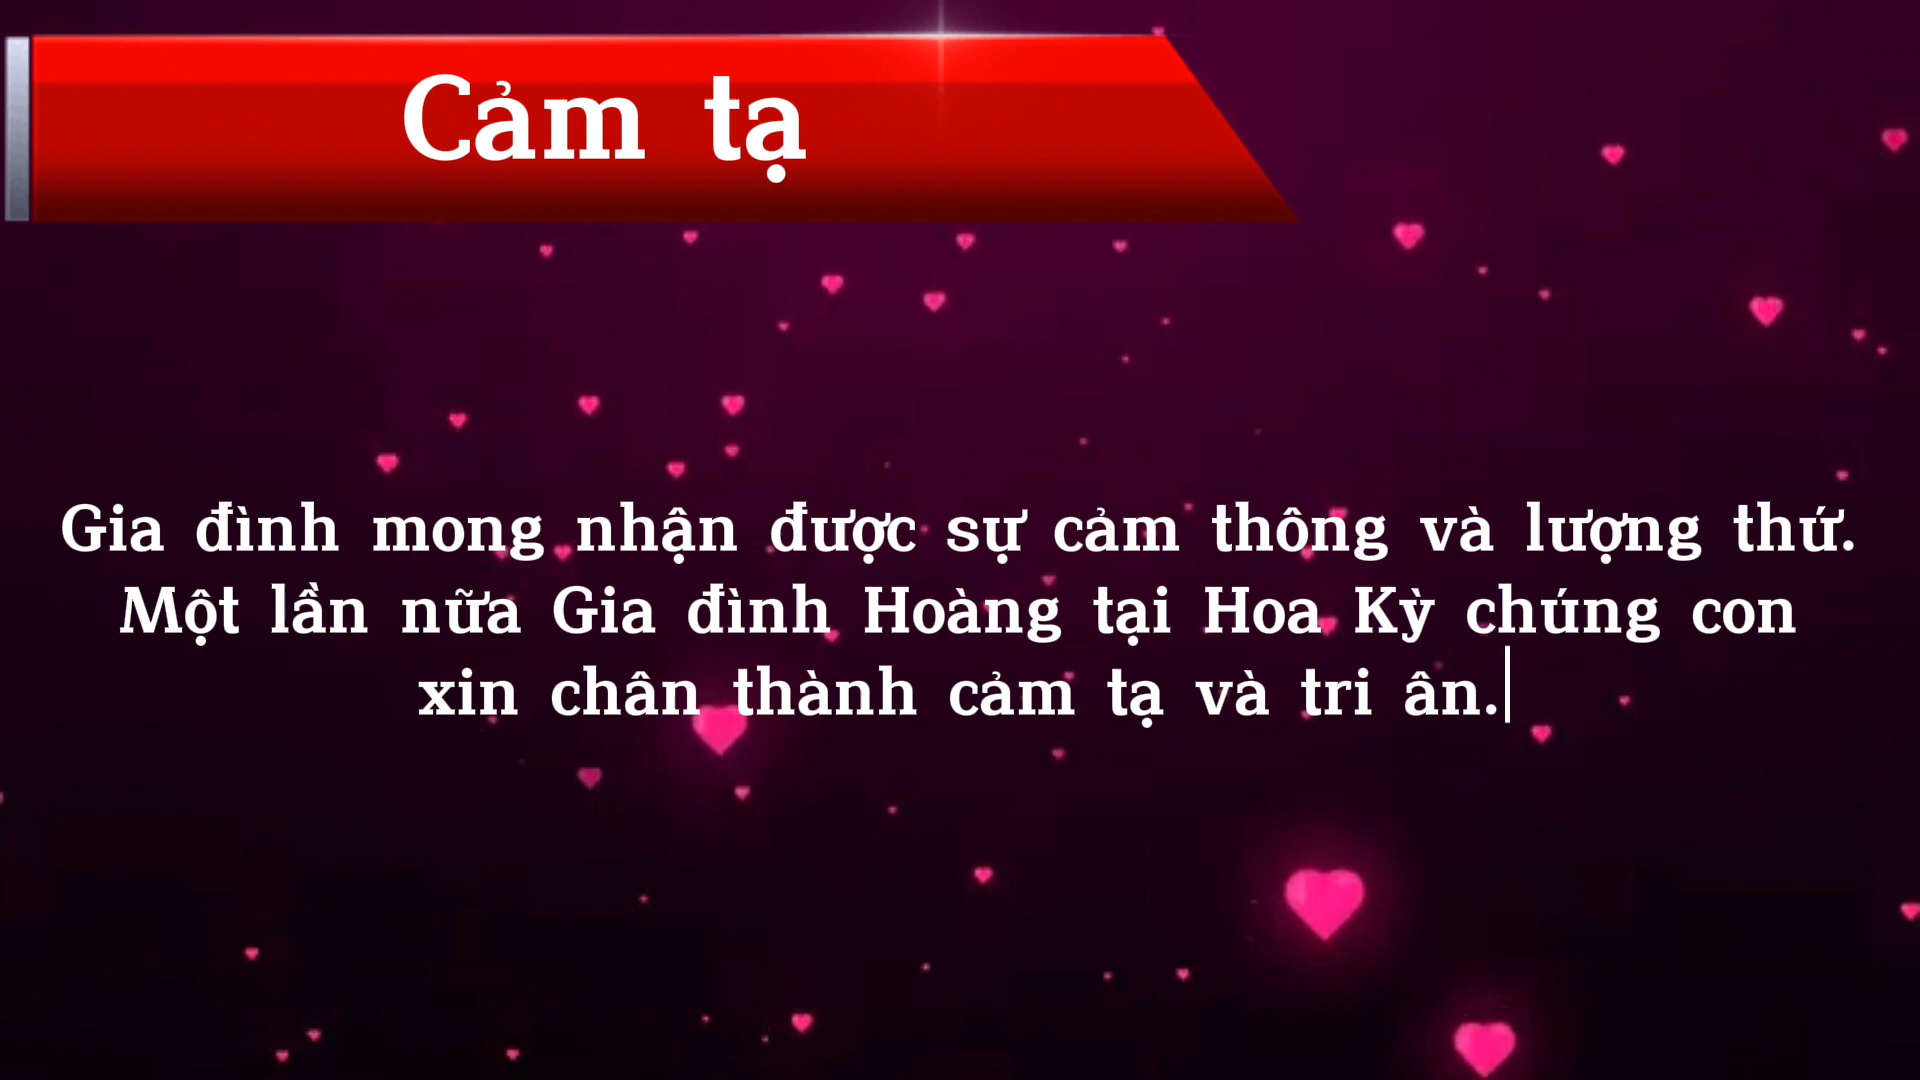 Cảm tạ
Gia đình mong nhận được sự cảm thông và lượng thứ.
Một lần nữa Gia đình Hoàng tại Hoa Kỳ chúng con
xin chân thành cảm tạ và tri ân.